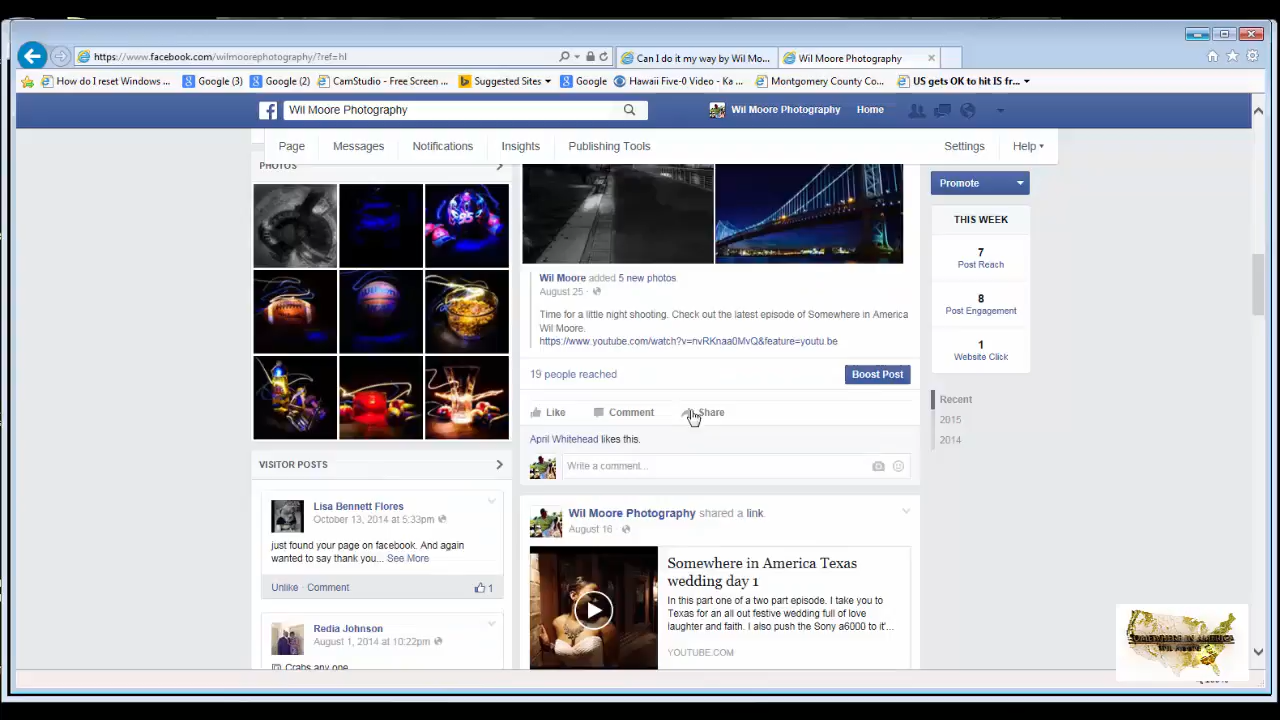 https://www.facebook.com/wilmoorephotography/?ref=hl
Can I do it my way by Wil Mo...
Wil Moore Photography
How do I reset Windows ...
Google (3)
Google (2)
CamStudio - Free Screen ...
Suggested Sites
Google
Hawaii Five-0 Video - Ka ...
Montgomery County Co...
US gets OK to hit IS fr...
Wil Moore Photography
Wil Moore Photography
Home
Page
Messages
Notifications
Insights
Publishing Tools
Settings
Help
PHOTOS
Promote
THIS WEEK
7
Post Reach
8
Post Engagement
1
Website Click
Recent
2015
2014
Wil Moore added 5 new photos
August 25
Time for a little night shooting. Check out the latest episode of Somewhere in America
Wil Moore.
https://www.youtube.com/watch?v=nvRKnaa0MvQ&feature=youtu.be
19 people reached
Boost Post
Like
Comment
Share
April Whitehead likes this.
Write a comment...
VISITOR POSTS
Lisa Bennett Flores
October 13, 2014 at 5:33pm
just found your page on facebook. And again
wanted to say thank you... See More
Unlike · Comment
1
Redia Johnson
August 1, 2014 at 10:22pm
Crabs any one
Wil Moore Photography shared a link.
August 16
Somewhere in America Texas
wedding day 1
In this part one of a two part episode. I take you to
Texas for an all out festive wedding full of love
laughter and faith. I also push the Sony a6000 to it'...
YOUTUBE.COM
SOMEWHERE IN AMERICA